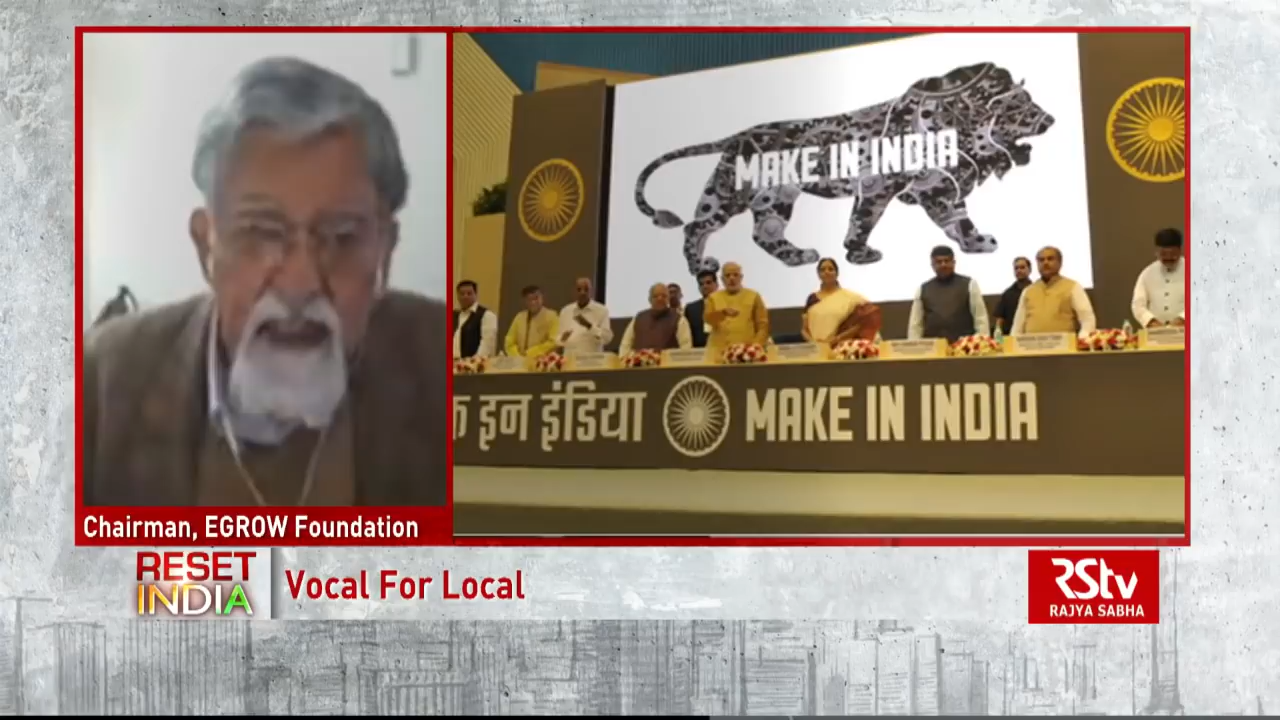 MAKE IN INDIA
इन इंडिया MAKE IN INDIA
Chairman, EGROW Foundation
RESET
INDIA
Vocal For Local
RSTV
RAJYA SABHA